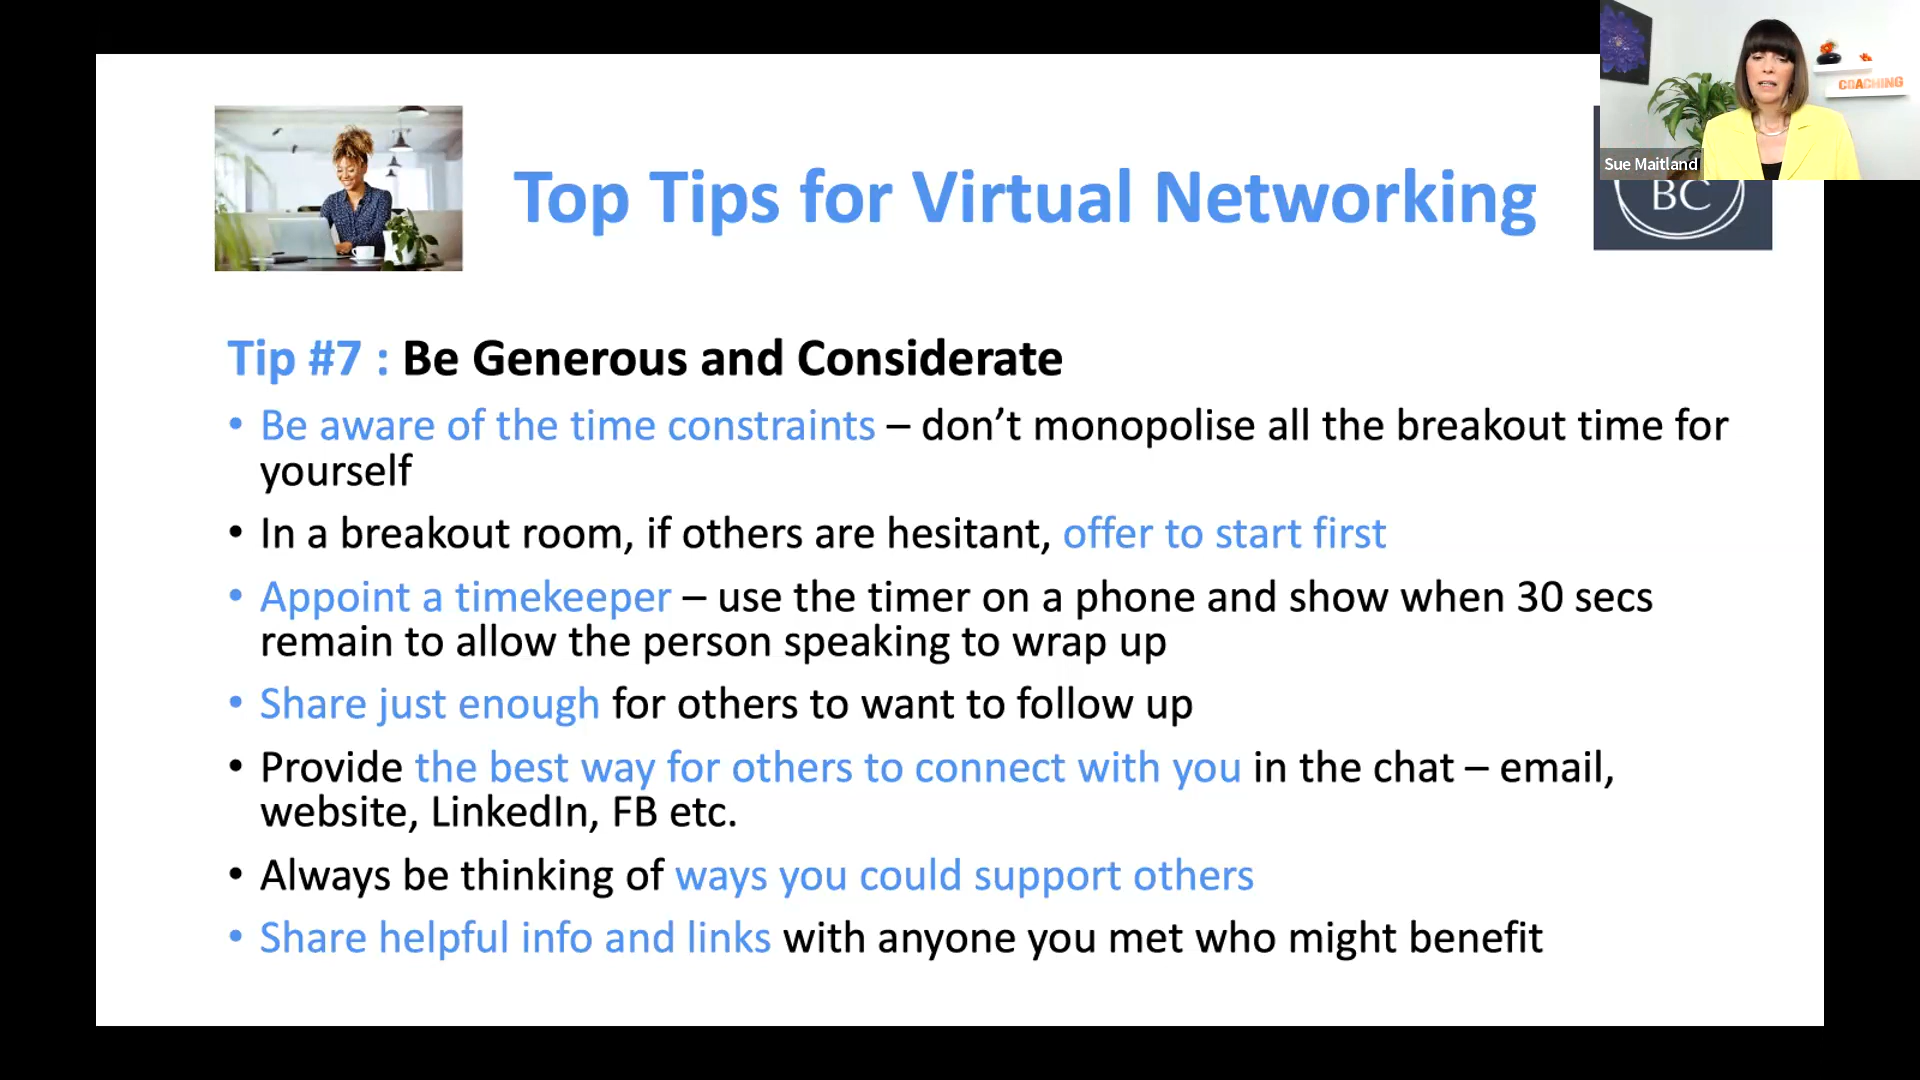 COACHING
Sue Maitland
BC
Top Tips for Virtual Networking
Tip #7 : Be Generous and Considerate
• Be aware of the time constraints – don’t monopolise all the breakout time for
yourself
• In a breakout room, if others are hesitant, offer to start first
• Appoint a timekeeper – use the timer on a phone and show when 30 secs
remain to allow the person speaking to wrap up
• Share just enough for others to want to follow up
• Provide the best way for others to connect with you in the chat – email,
website, LinkedIn, FB etc.
• Always be thinking of ways you could support others
• Share helpful info and links with anyone you met who might benefit